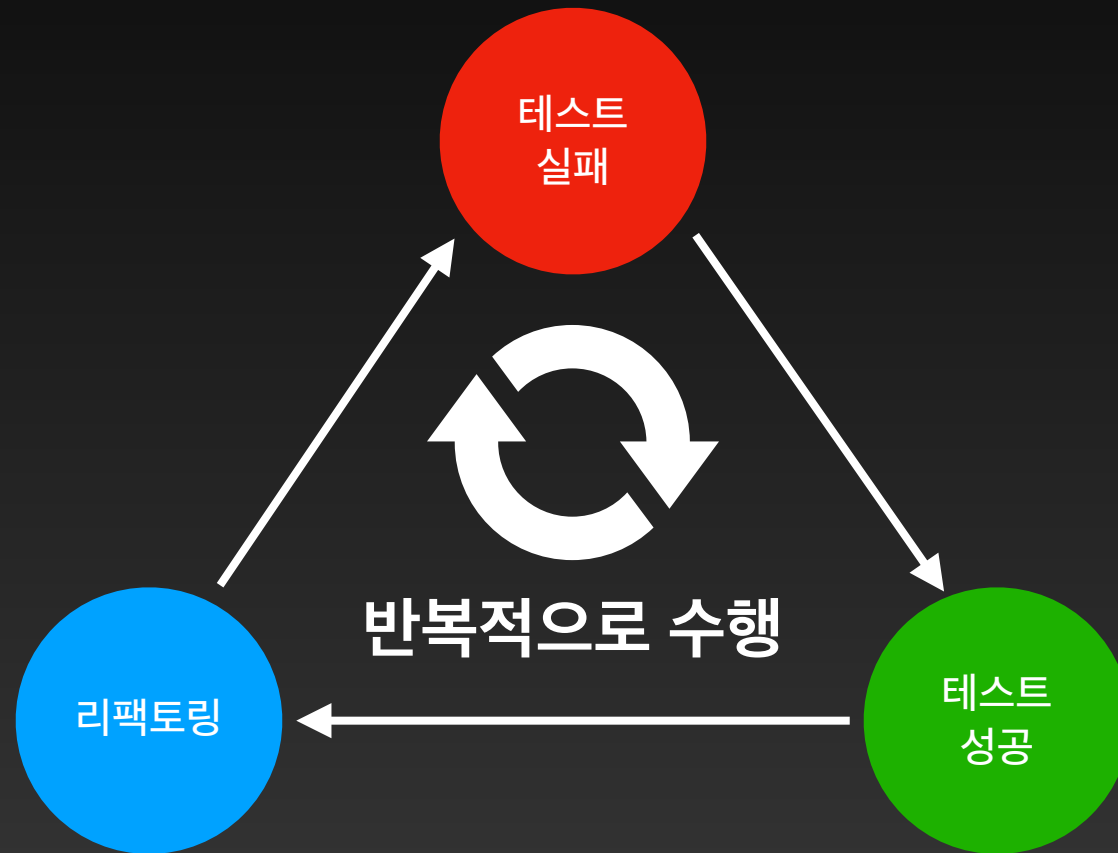 테스트
실패
반복적으로 수행
리팩토링
테스트
성공